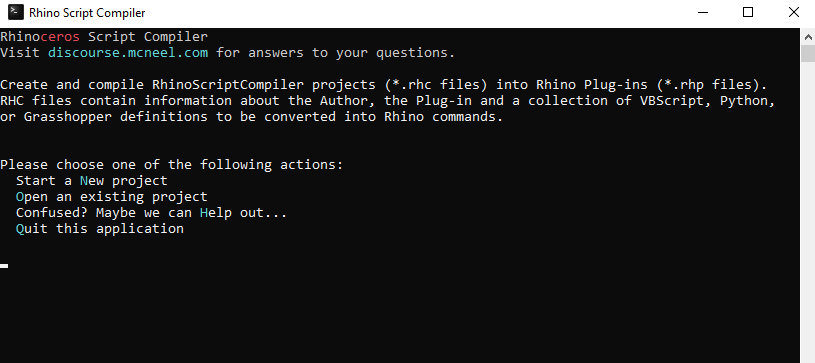 Rhino Script Compiler
Rhinoceros Script Compiler
Visit discourse.mcneel.com for answers to your questions.
Create and compile RhinoScriptCompiler projects (*.rhc files) into Rhino Plug-ins (*.rhp files).
RHC files contain information about the Author, the Plug-in and a collection of VBScript, Python,
or Grasshopper definitions to be converted into Rhino commands.
Please choose one of the following actions:
Start a New project
Open an existing project
Confused? Maybe we can Help out...
Quit this application